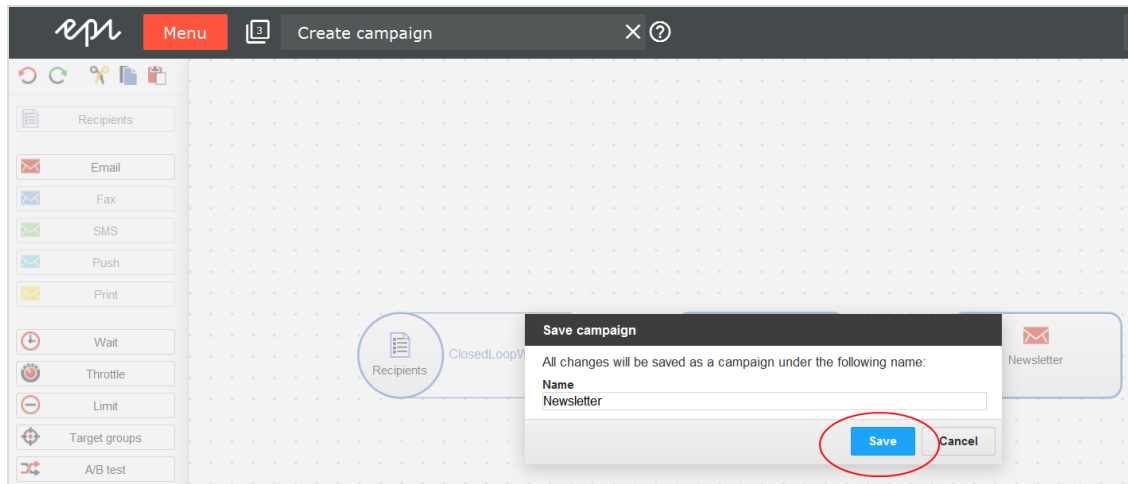 epi
Menu
3
Create campaign
Recipients
Email
Fax
SMS
Push
Print
Wait
Throttle
Limit
Target groups
A/B test
Recipients
ClosedLoopW
Newsletter
Save campaign
All changes will be saved as a campaign under the following name:
Name
Newsletter
Save
Cancel